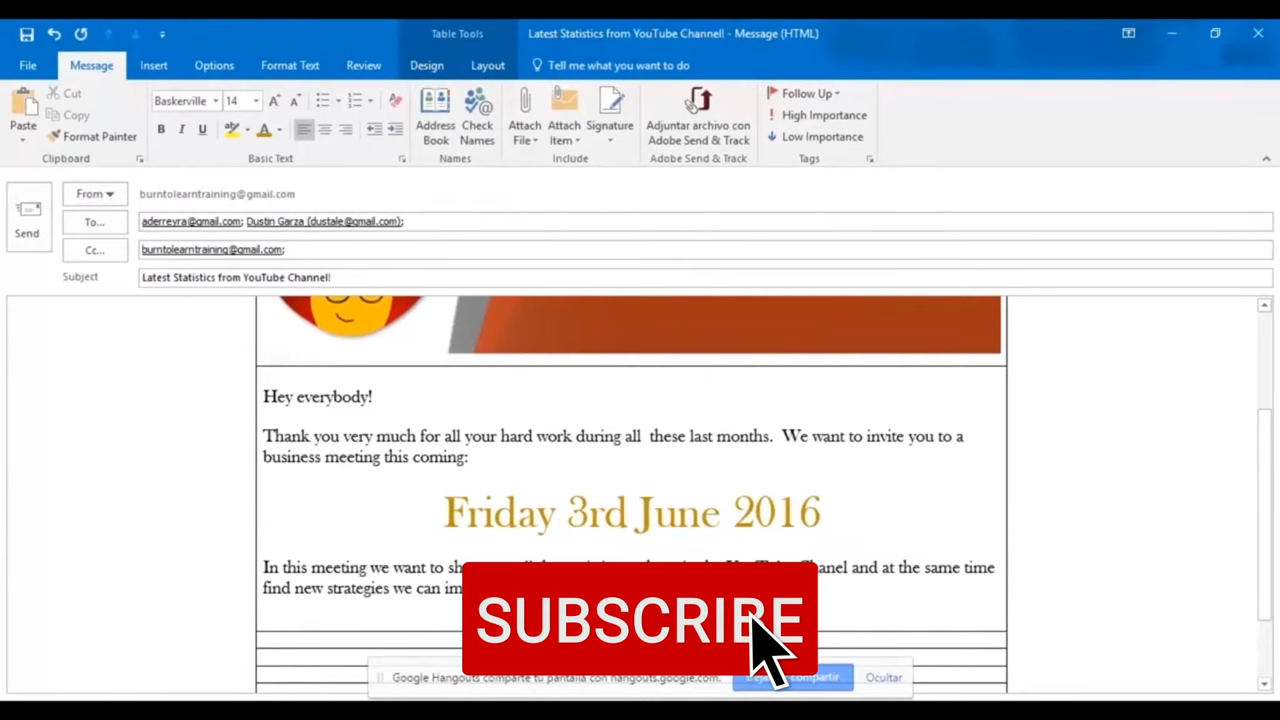 Table Tools
Latest Statistics from YouTube Channel! - Message (HTML)
File Message Insert Options Format Text Review Design Layout Tell me what you want to do
Cut
Copy
Paste
Format Painter
Clipboard
Baskerville 14
B I U
Basic Text
Address Book
Check Names
Names
Attach File
Attach Item
Signature
Include
Adjuntar archivo con
Adobe Send & Track
Adobe Send & Track
Follow Up
High Importance
Low Importance
Tags
Send
From burntolearntraining@gmail.com
To... aderreyra@gmail.com; Dustin Garza (dustale@gmail.com);
Cc... burntolearntraining@gmail.com;
Subject Latest Statistics from YouTube Channel!
Hey everybody!
Thank you very much for all your hard work during all these last months. We want to invite you to a
business meeting this coming:
Friday 3rd June 2016
In this meeting we want to and at the same time
find new strategies we can
SUBSCRIBE
Google Hangouts comparte tu pantalla con hangouts.google.com. compartir Ocultar